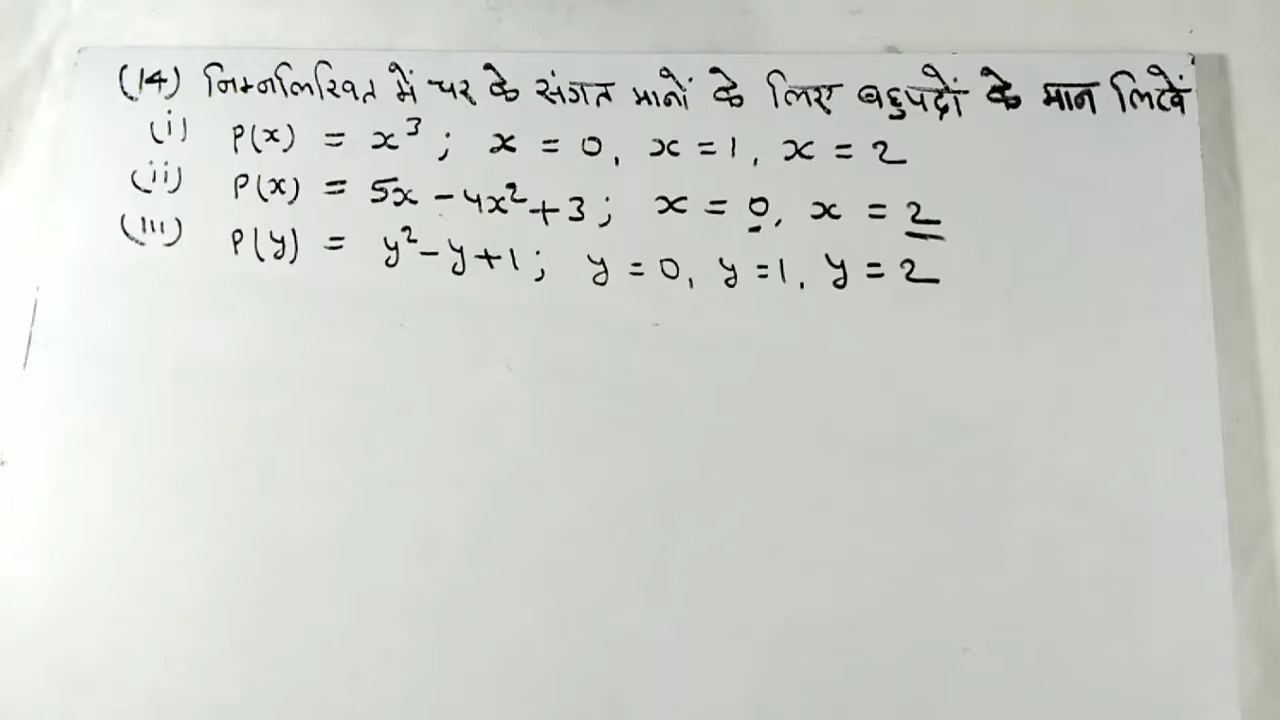 (14) निम्नलिखित में चर के संगत मानों के लिए बहुपदों के मान लिखें
(i) P(x) = x³ ; x = 0, x = 1, x = 2
(ii) P(x) = 5x - 4x² + 3 ; x = 0, x = 2
(III) P(y) = y² - y + 1 ; y = 0, y = 1, y = 2